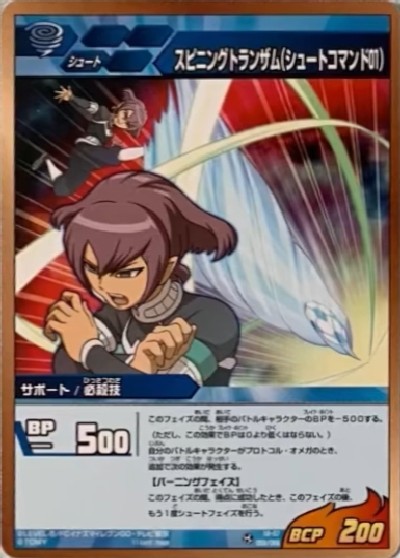 シュート
スピニングトランザム(シュートコマンド01)
サポート / 必殺技
BP 500
このフェイズの間、相手のバトルキャラクターのBPを-500する。
(ただし、この効果でBPは0より低くはならない。)
自分のバトルキャラクターがプロトコル・オメガのとき、
追加で次の効果が発生する。
【バーニングフェイズ】
このフェイズの間、得点に成功したとき、このフェイズの後、
もう1度シュートフェイズを行う。
BCP 200